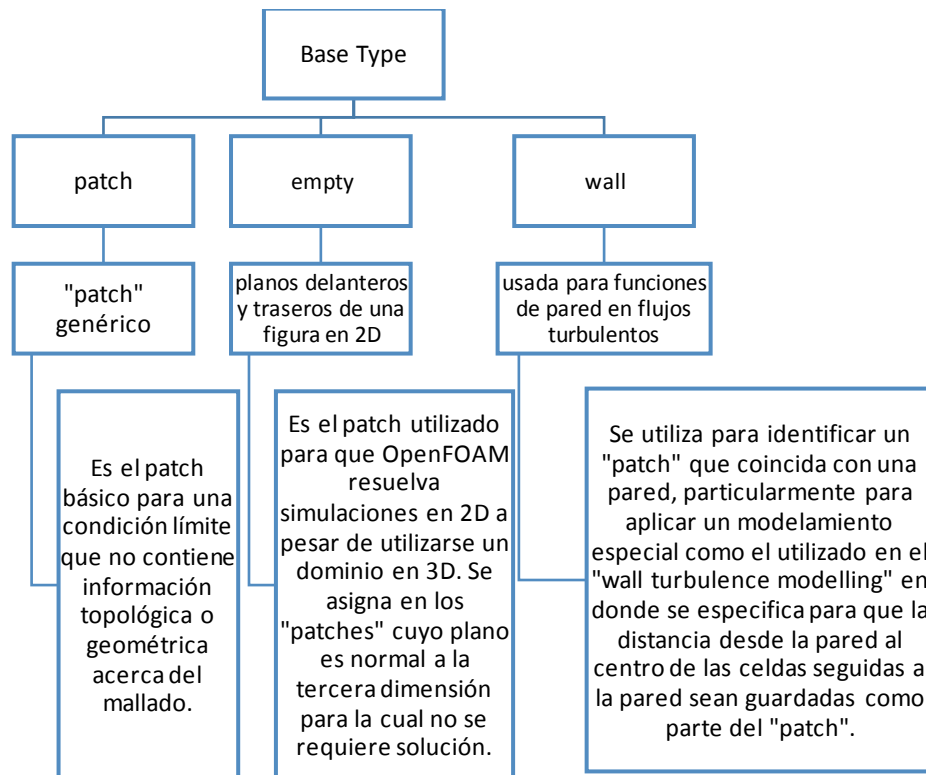 Base Type
patch
empty
wall
"patch"
genérico
planos delanteros
y traseros de una
figura en 2D
usada para funciones
de pared en flujos
turbulentos
Es el patch
básico para una
condición límite
que no contiene
información
topológica o
geométrica
acerca del
mallado.
Es el patch utilizado
para que OpenFOAM
resuelva
simulaciones en 2D a
pesar de utilizarse un
dominio en 3D. Se
asigna en los
"patches" cuyo plano
es normal a la
tercera dimensión
para la cual no se
requiere solución.
Se utiliza para identificar un
"patch" que coincida con una
pared, particularmente para
aplicar un modelamiento
especial como el utilizado en el
"wall turbulence modelling" en
donde se especifica para que la
distancia desde la pared al
centro de las celdas seguidas a
la pared sean guardadas como
parte del "patch".